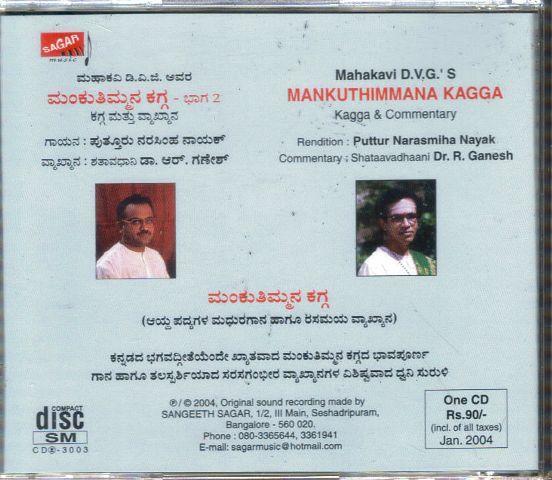 SAGAR
music
ಮಹಾಕವಿ ಡಿ.ವಿ.ಜಿ. ಅವರ
ಮಂಕುತಿಮ್ಮನ ಕಗ್ಗ - ಭಾಗ 2
ಕಗ್ಗ ಮತ್ತು ವ್ಯಾಖ್ಯಾನ
ಗಾಯನ : ಪುತ್ತೂರು ನರಸಿಂಹ ನಾಯಕ್
ವ್ಯಾಖ್ಯಾನ : ಶತಾವಧಾನಿ ಡಾ. ಆರ್. ಗಣೇಶ್
Mahakavi D.V.G.' S
MANKUTHIMMANA KAGGA
Kagga & Commentary
Rendition : Puttur Narasmiha Nayak
Commentary : Shataavadhaani Dr. R. Ganesh
ಮಂಕುತಿಮ್ಮನ ಕಗ್ಗ
(ಆಯ್ದ ಪದ್ಯಗಳ ಮಧುರಗಾನ ಹಾಗೂ ರಸಮಯ ವ್ಯಾಖ್ಯಾನ)
ಕನ್ನಡದ ಭಗವದ್ಗೀತೆಯೆಂದೇ ಖ್ಯಾತವಾದ ಮಂಕುತಿಮ್ಮನ ಕಗ್ಗದ ಭಾವಪೂರ್ಣ
ಗಾನ ಹಾಗೂ ತಲಸ್ಪರ್ಶಿಯಾದ ಸರಸಗಂಭೀರ ವ್ಯಾಖ್ಯಾನಗಳ ವಿಶಿಷ್ಟವಾದ ಧ್ವನಿ ಸುರುಳಿ
COMPACT
disc
SM
CD®-3003
℗ / © 2004, Original sound recording made by
SANGEETH SAGAR, 1/2, III Main, Seshadripuram,
Bangalore - 560 020.
Phone : 080-3365644, 3361941
E-mail: sagarmusic@hotmail.com
One CD
Rs.90/-
(incl. of all taxes)
Jan. 2004